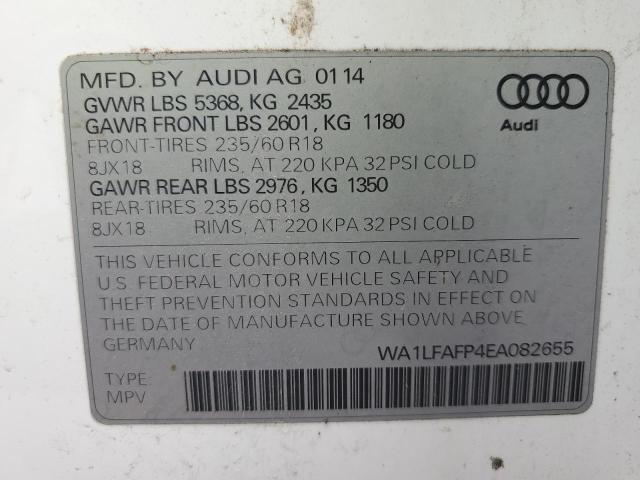 MFD. BY AUDI AG 01 14
GVWR LBS 5368, KG 2435
GAWR FRONT LBS 2601, KG 1180
FRONT-TIRES 235/60 R18
8JX18 RIMS, AT 220 KPA 32 PSI COLD
GAWR REAR LBS 2976, KG 1350
REAR-TIRES 235/60 R18
8JX18 RIMS, AT 220 KPA 32 PSI COLD
Audi
THIS VEHICLE CONFORMS TO ALL APPLICABLE
U.S. FEDERAL MOTOR VEHICLE SAFETY AND
THEFT PREVENTION STANDARDS IN EFFECT ON
THE DATE OF MANUFACTURE SHOWN ABOVE
GERMANY WA1LFAFP4EA082655
TYPE:
MPV